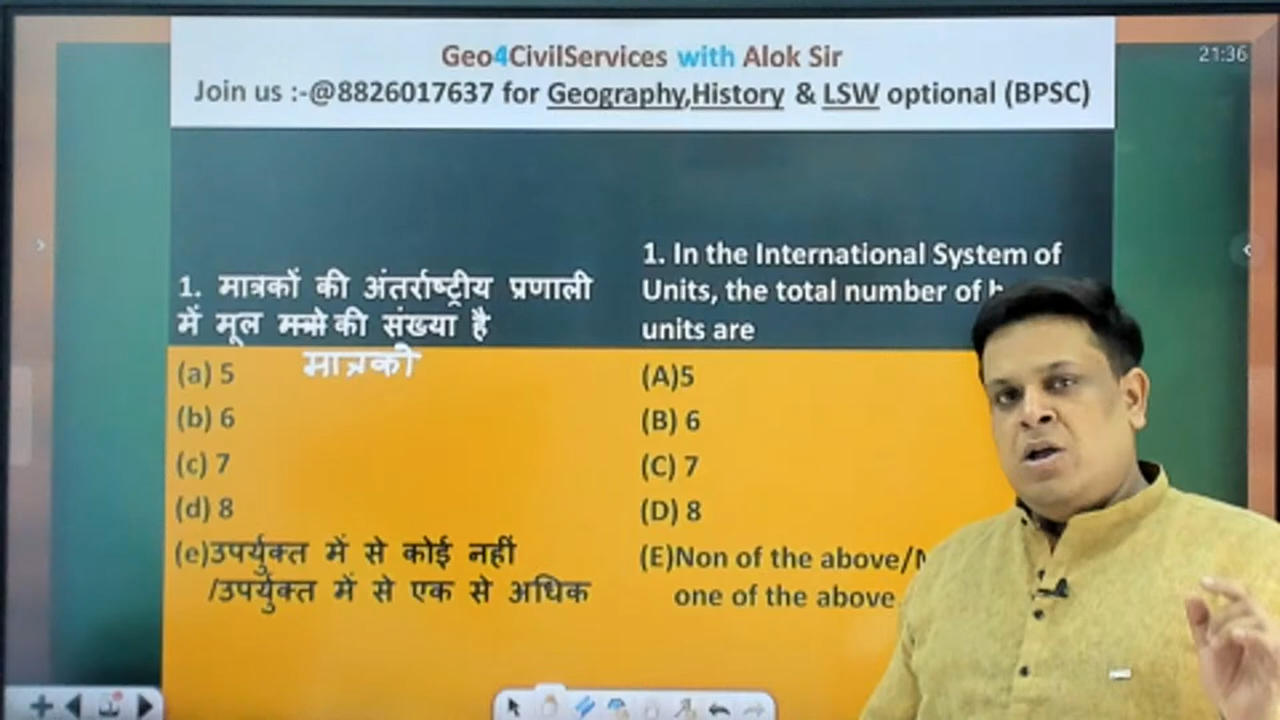 Geo4CivilServices with Alok Sir
Join us :-@8826017637 for Geography,History & LSW optional (BPSC)
21:36
1. मात्रकों की अंतर्राष्ट्रीय प्रणाली
में मूल की संख्या है
मात्रको
(a) 5
(b) 6
(c) 7
(d) 8
(e)उपर्युक्त में से कोई नहीं
/उपर्युक्त में से एक से अधिक
1. In the International System of
Units, the total number of
units are
(A)5
(B) 6
(C) 7
(D) 8
(E)Non of the above/
one of the above